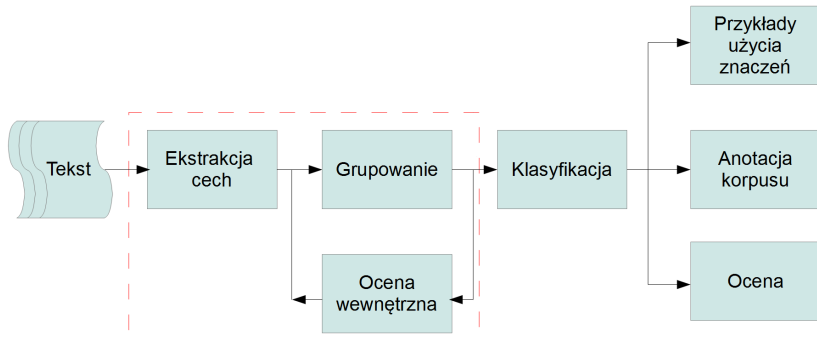 Tekst
Ekstrakcja
cech
Grupowanie
Ocena
wewnętrzna
Klasyfikacja
Przykłady
użycia
znaczeń
Anotacja
korpusu
Ocena